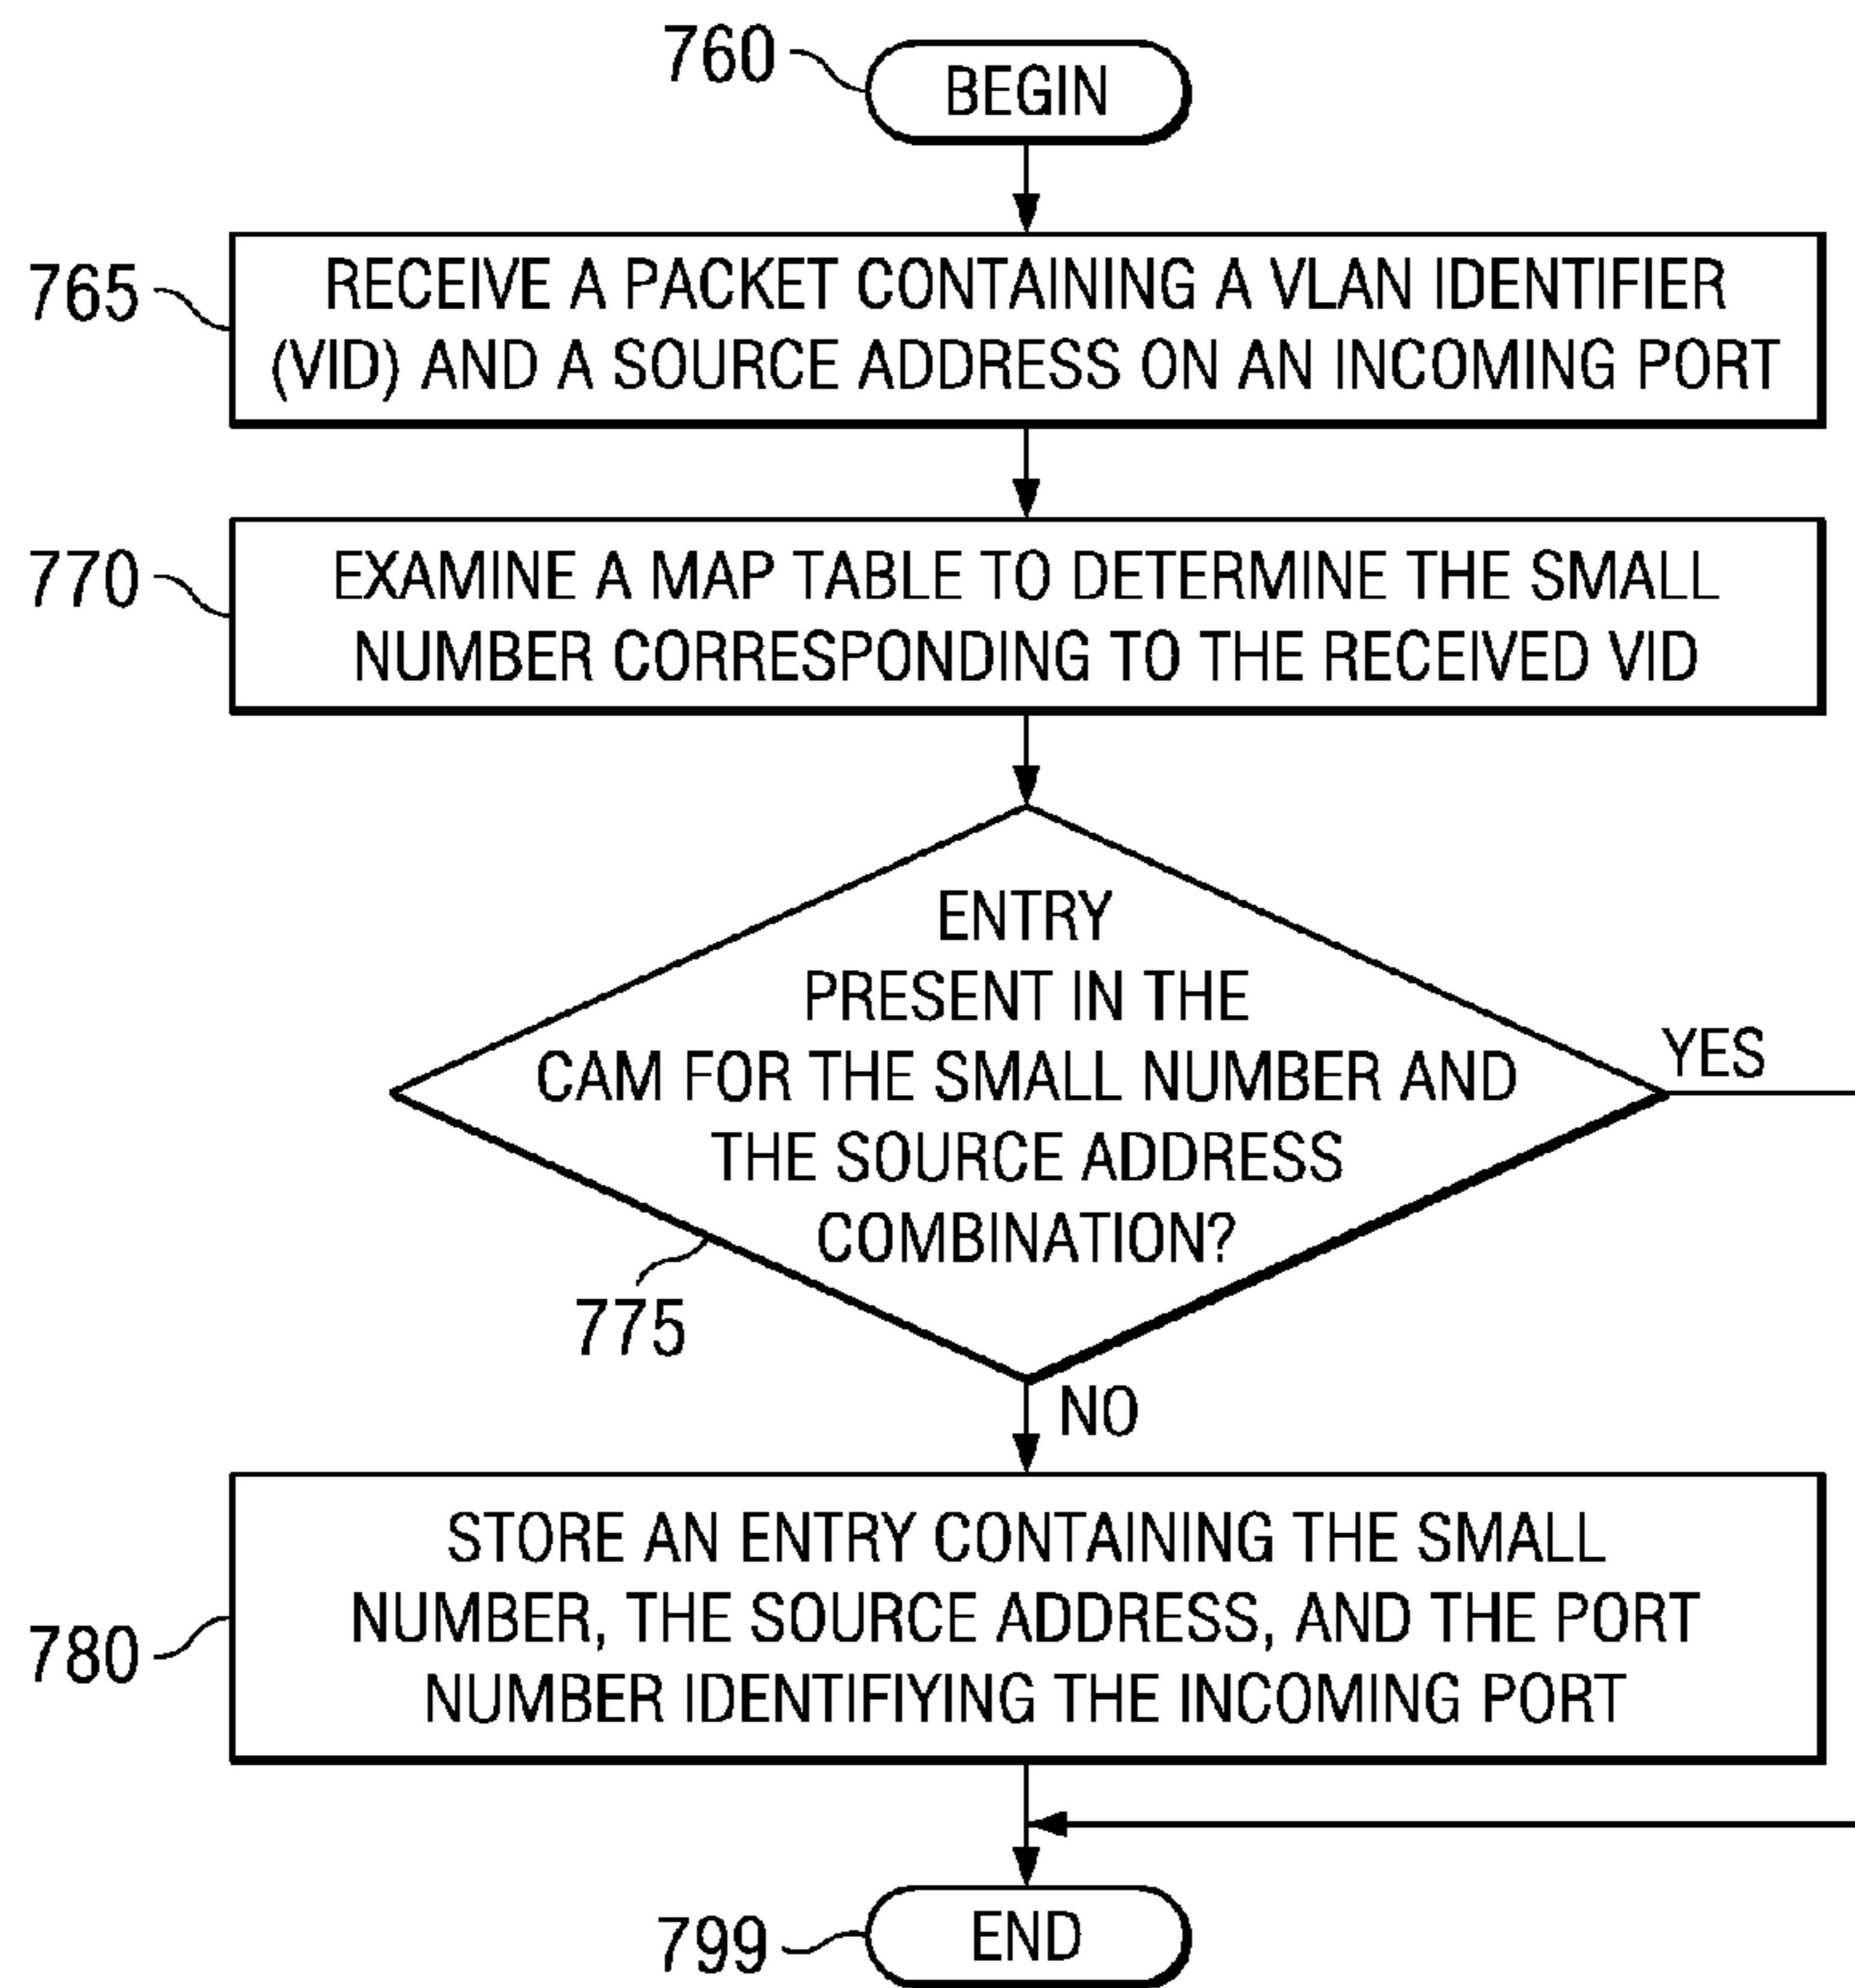 760
BEGIN
765
RECEIVE A PACKET CONTAINING A VLAN IDENTIFIER
(VID) AND A SOURCE ADDRESS ON AN INCOMING PORT
770
EXAMINE A MAP TABLE TO DETERMINE THE SMALL
NUMBER CORRESPONDING TO THE RECEIVED VID
ENTRY
PRESENT IN THE
CAM FOR THE SMALL NUMBER AND
THE SOURCE ADDRESS
COMBINATION?
YES
775
NO
780
STORE AN ENTRY CONTAINING THE SMALL
NUMBER, THE SOURCE ADDRESS, AND THE PORT
NUMBER IDENTIFIYING THE INCOMING PORT
799
END